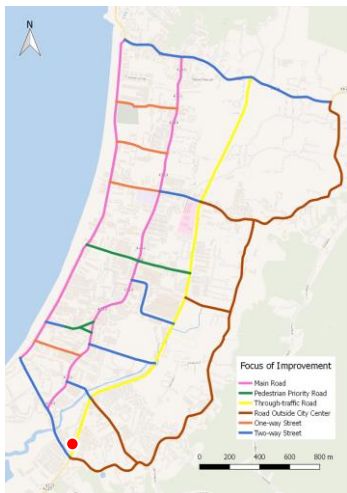 N
Focus of Improvement
Main Road
Pedestrian Priority Road
Through-traffic Road
Road Outside City Center
One-way Street
Two-way Street
0 200 400 600 800 m